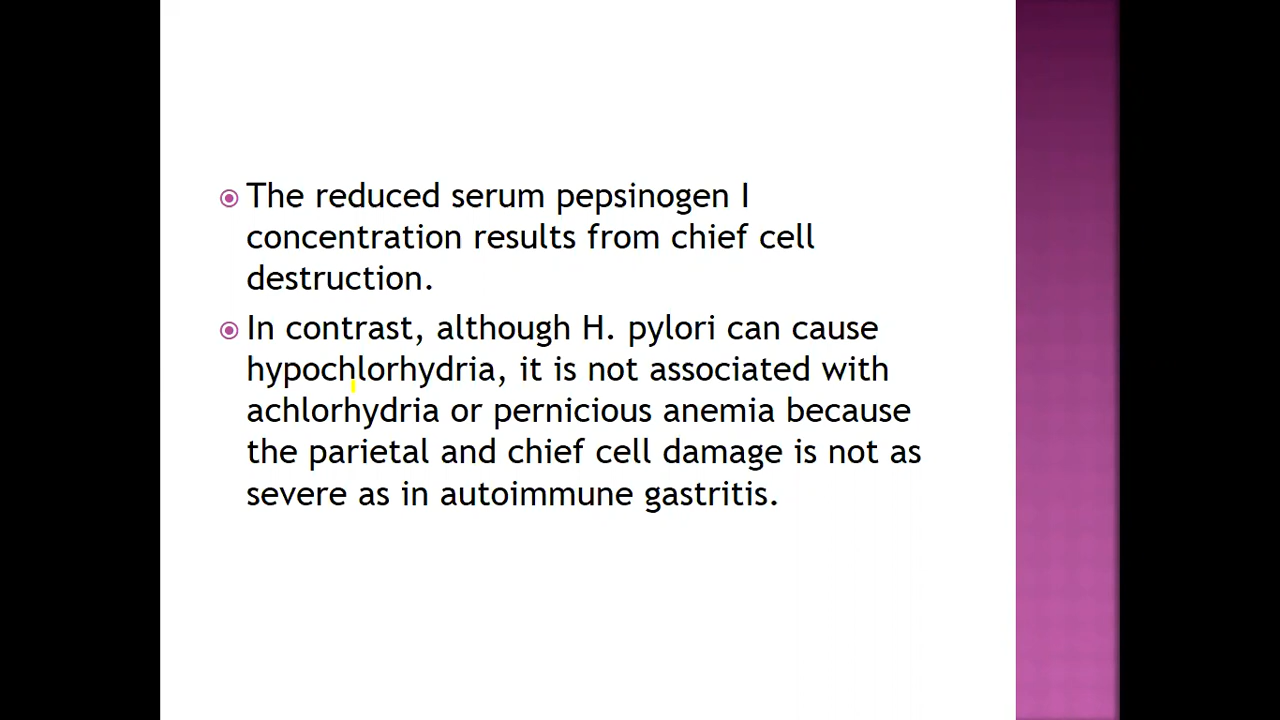 The reduced serum pepsinogen I
concentration results from chief cell
destruction.
In contrast, although H. pylori can cause
hypochlorhydria, it is not associated with
achlorhydria or pernicious anemia because
the parietal and chief cell damage is not as
severe as in autoimmune gastritis.